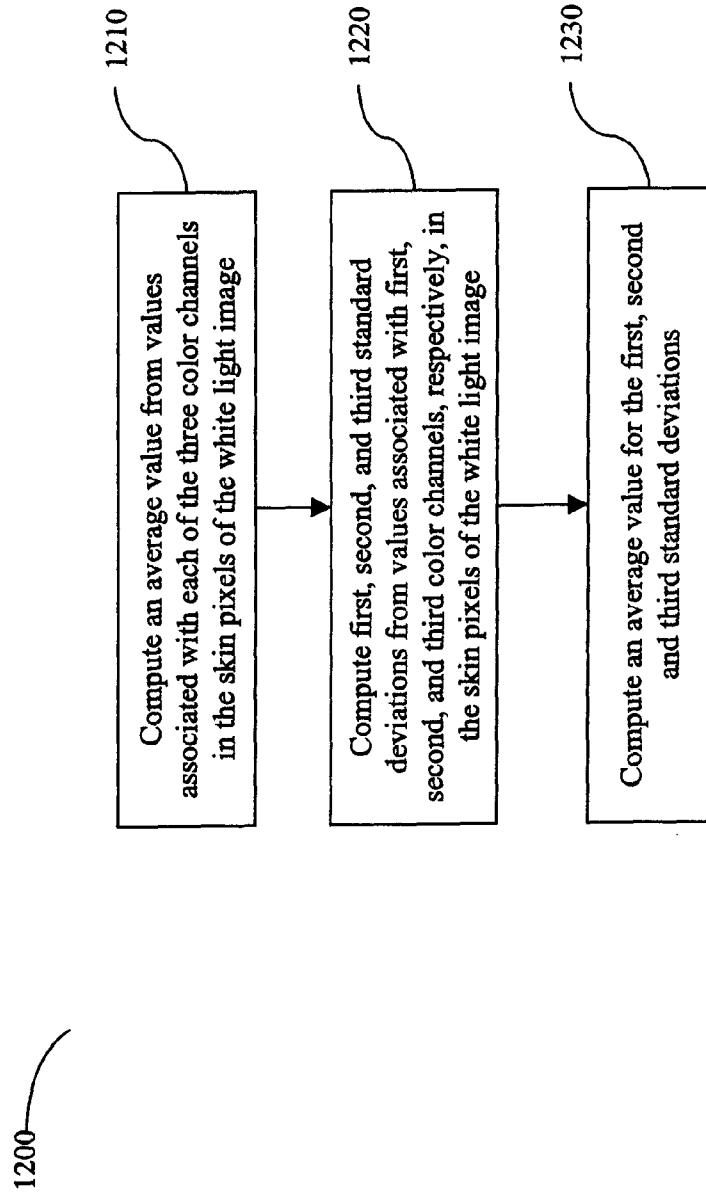 1200
Compute an average value from values
associated with each of the three color channels
in the skin pixels of the white light image
1210
Compute first, second, and third standard
deviations from values associated with first,
second, and third color channels, respectively, in
the skin pixels of the white light image
1220
Compute an average value for the first, second
and third standard deviations
1230